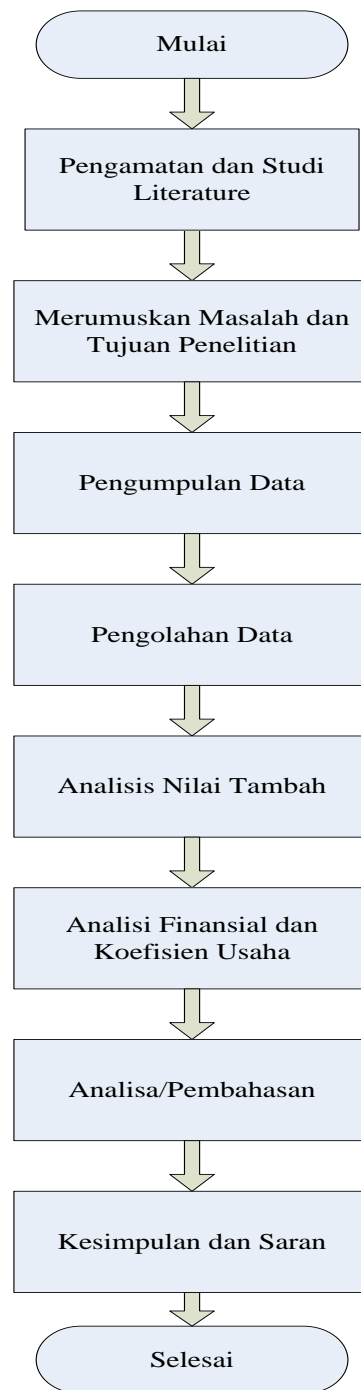 Mulai
Pengamatan dan Studi
Literature
Merumuskan Masalah dan
Tujuan Penelitian
Pengumpulan Data
Pengolahan Data
Analisis Nilai Tambah
Analisi Finansial dan
Koefisien Usaha
Analisa/Pembahasan
Kesimpulan dan Saran
Selesai